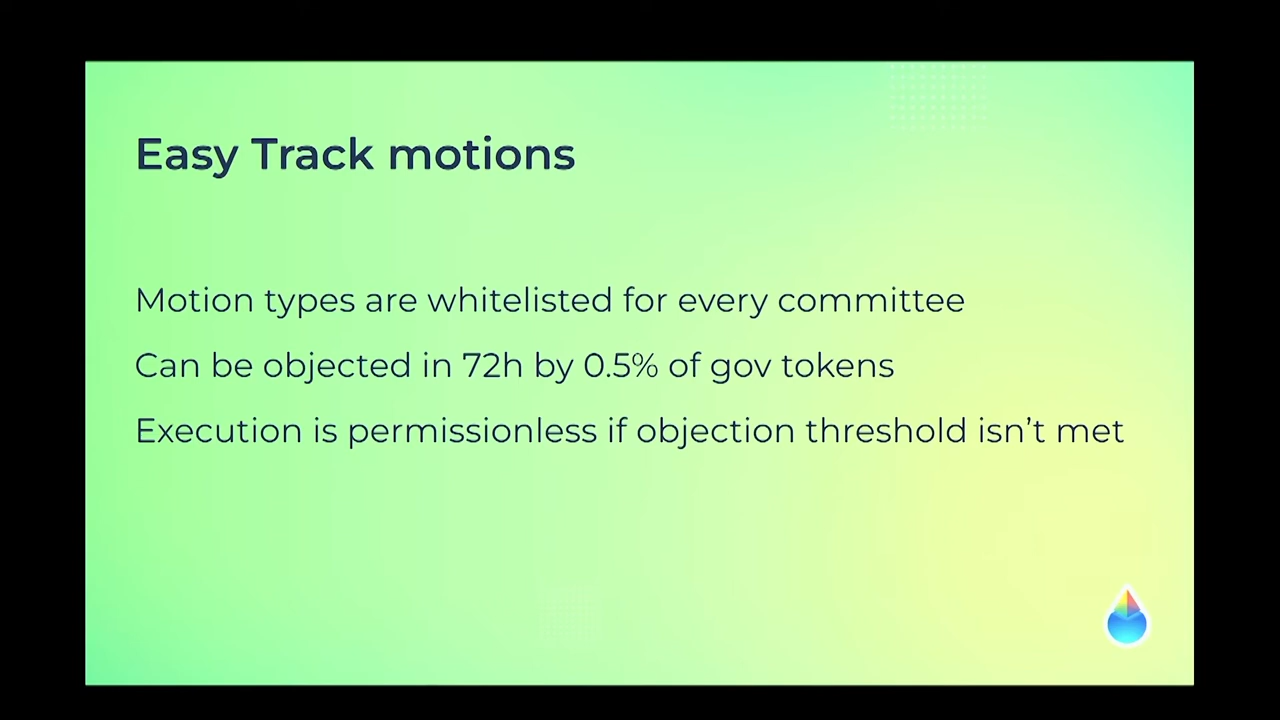 Easy Track motions
Motion types are whitelisted for every committee
Can be objected in 72h by 0.5% of gov tokens
Execution is permissionless if objection threshold isn’t met